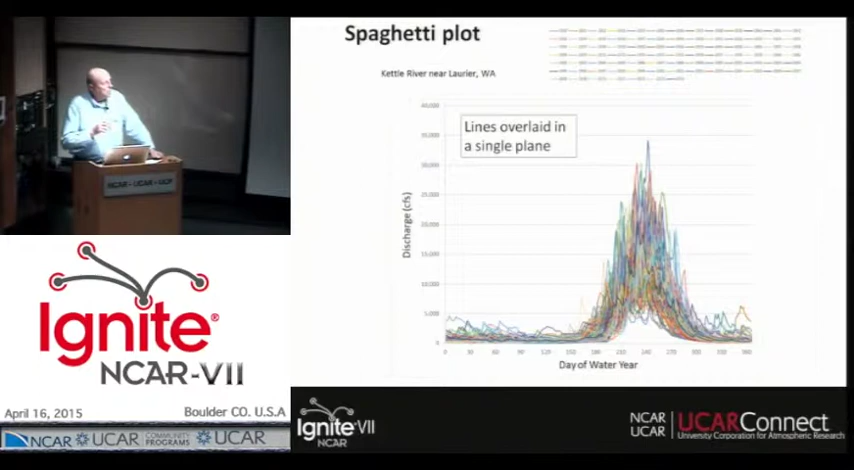 Spaghetti plot
Kettle River near Laurier, WA
Lines overlaid in
a single plane
Discharge (cfs)
40,000
35,000
30,000
25,000
20,000
15,000
10,000
5,000
0
0 30 60 90 120 150 180 210 240 270 300 330 360
Day of Water Year
NCAR • UCAR • UCP
Ignite®
NCAR-VII
April 16, 2015 Boulder CO. U.S.A
NCAR UCAR COMMUNITY PROGRAMS UCAR
Ignite VII
NCAR
NCAR
UCAR
UCARConnect
University Corporation for Atmospheric Research